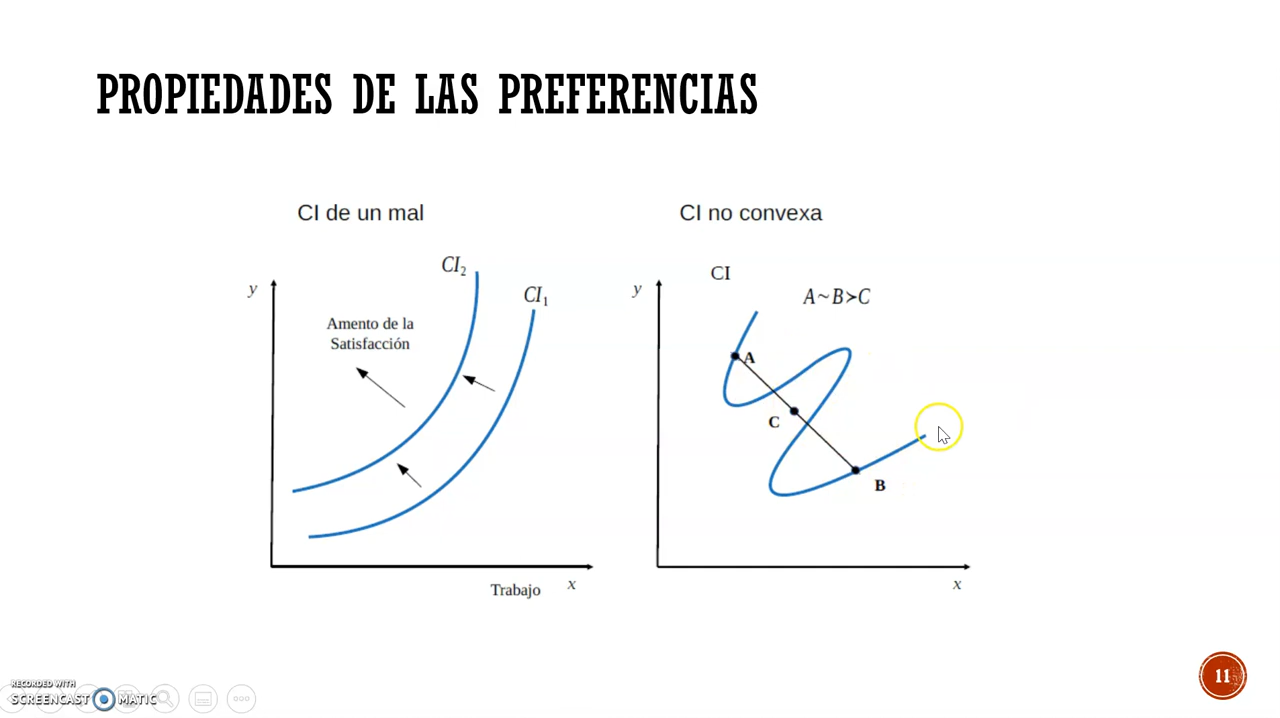 PROPIEDADES DE LAS PREFERENCIAS
CI de un mal
CI₂
CI₁
y
Amento de la
Satisfacción
Trabajo
x
CI no convexa
CI
y
A~B≻C
A
C
B
x
11
RECORDED WITH
SCREENCAST MATIC